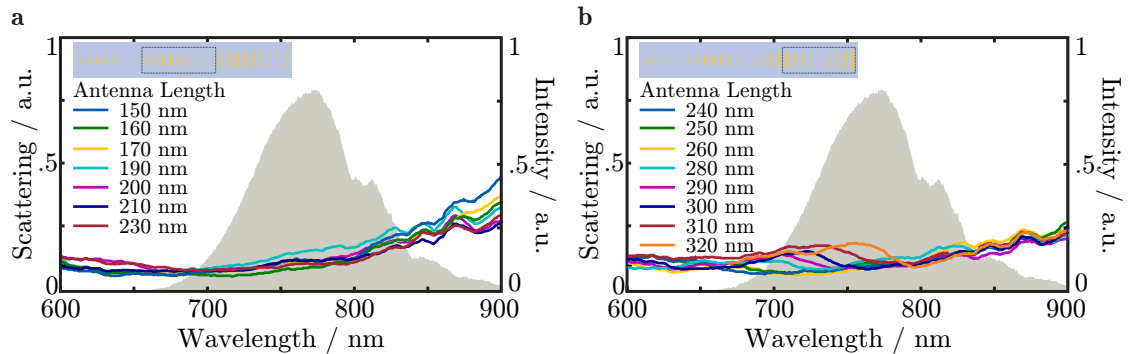 a
1
.5
0
Scattering / a.u.
Antenna Length
150 nm
160 nm
170 nm
190 nm
200 nm
210 nm
230 nm
1
.5
0
Intensity / a.u.
600 700 800 900
Wavelength / nm
b
1
.5
0
Scattering / a.u.
Antenna Length
240 nm
250 nm
260 nm
280 nm
290 nm
300 nm
310 nm
320 nm
1
.5
0
Intensity / a.u.
600 700 800 900
Wavelength / nm